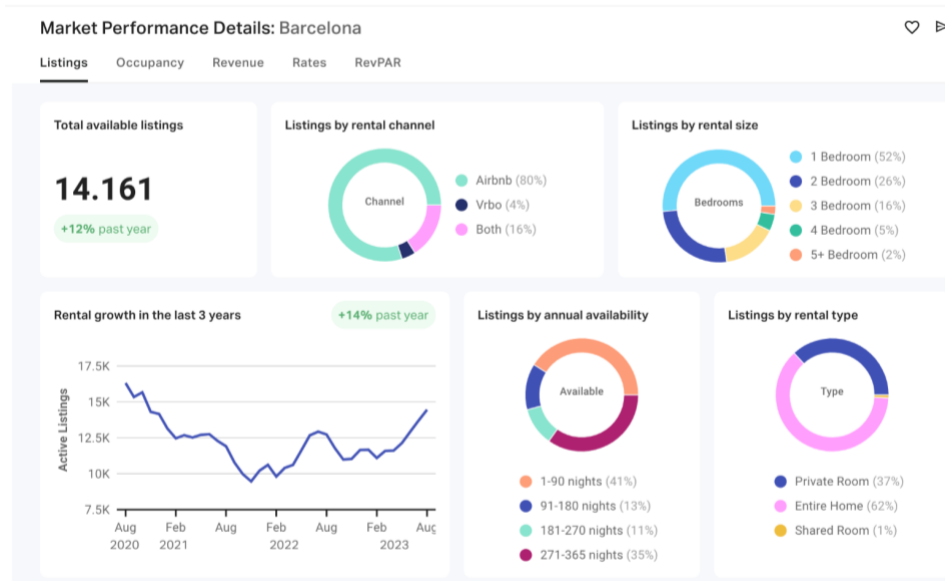 Market Performance Details: Barcelona
Listings Occupancy Revenue Rates RevPAR
Total available listings
14.161
+12% past year
Listings by rental channel
Channel
Airbnb (80%)
Vrbo (4%)
Both (16%)
Listings by rental size
Bedrooms
1 Bedroom (52%)
2 Bedroom (26%)
3 Bedroom (16%)
4 Bedroom (5%)
5+ Bedroom (2%)
Rental growth in the last 3 years
+14% past year
Active Listings
17.5K
15K
12.5K
10K
7.5K
Aug Feb Aug Feb Aug Feb Aug
2020 2021 2022 2023
Listings by annual availability
Available
1-90 nights (41%)
91-180 nights (13%)
181-270 nights (11%)
271-365 nights (35%)
Listings by rental type
Type
Private Room (37%)
Entire Home (62%)
Shared Room (1%)